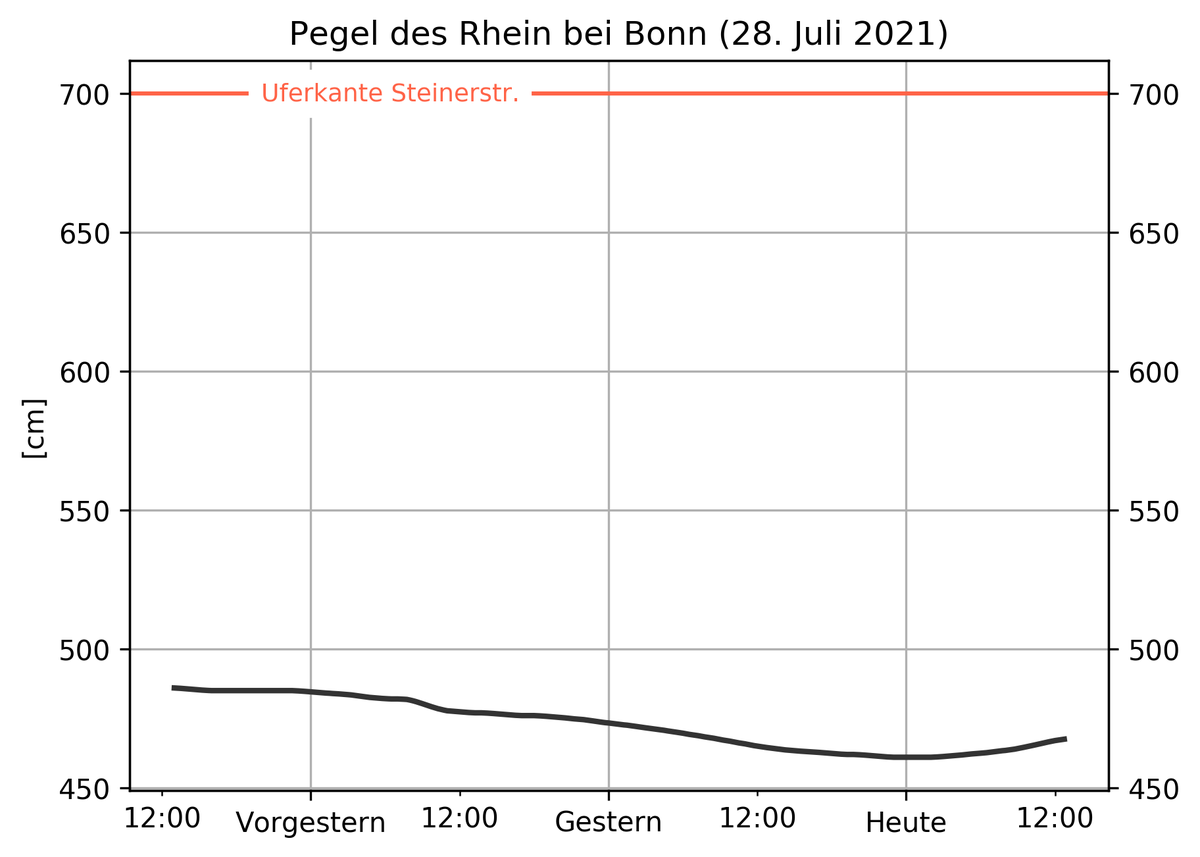 Pegel des Rhein bei Bonn (28. Juli 2021)
700 Uferkante Steinerstr. 700
650 650
600 600
[cm]
550 550
500 500
450 450
12:00 Vorgestern 12:00 Gestern 12:00 Heute 12:00